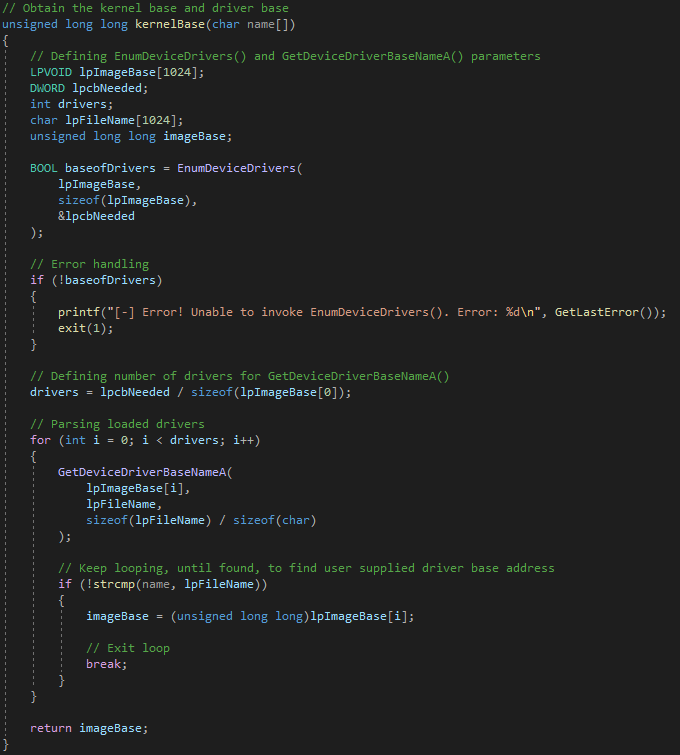 // Obtain the kernel base and driver base
unsigned long long kernelBase(char name[])
{
    // Defining EnumDeviceDrivers() and GetDeviceDriverBaseNameA() parameters
    LPVOID lpImageBase[1024];
    DWORD lpcbNeeded;
    int drivers;
    char lpFileName[1024];
    unsigned long long imageBase;

    BOOL baseofDrivers = EnumDeviceDrivers(
        lpImageBase,
        sizeof(lpImageBase),
        &lpcbNeeded
    );

    // Error handling
    if (!baseofDrivers)
    {
        printf("[-] Error! Unable to invoke EnumDeviceDrivers(). Error: %d\n", GetLastError());
        exit(1);
    }

    // Defining number of drivers for GetDeviceDriverBaseNameA()
    drivers = lpcbNeeded / sizeof(lpImageBase[0]);

    // Parsing loaded drivers
    for (int i = 0; i < drivers; i++)
    {
        GetDeviceDriverBaseNameA(
            lpImageBase[i],
            lpFileName,
            sizeof(lpFileName) / sizeof(char)
        );

        // Keep looping, until found, to find user supplied driver base address
        if (!strcmp(name, lpFileName))
        {
            imageBase = (unsigned long long)lpImageBase[i];

            // Exit loop
            break;
        }
    }

    return imageBase;
}